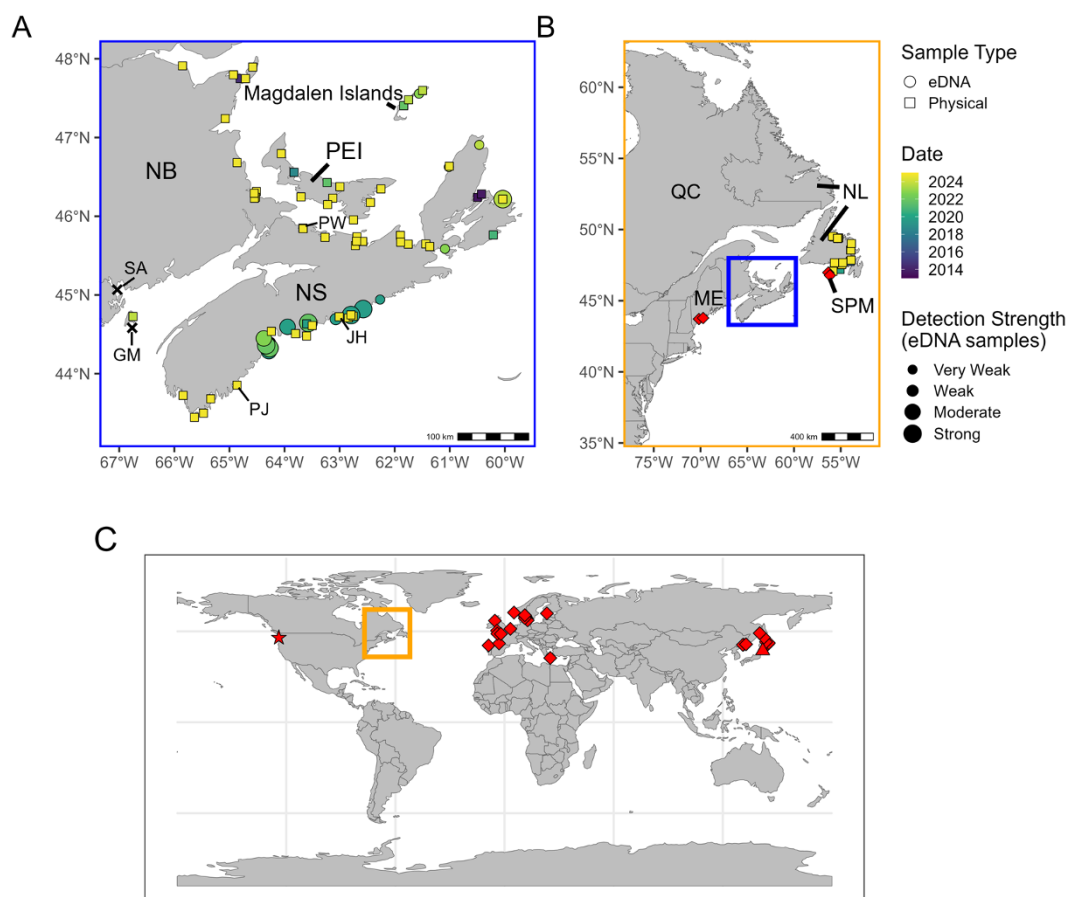 A
48°N
47°N
46°N
45°N
44°N
67°W 66°W 65°W 64°W 63°W 62°W 61°W 60°W
Magdalen Islands
PEI
NB
PW
SA
NS
GM
JH
PJ
100 km
B
60°N
55°N
50°N
45°N
40°N
35°N
75°W 70°W 65°W 60°W 55°W
QC
NL
ME
SPM
400 km
Sample Type
eDNA
Physical
Date
2024
2022
2020
2018
2016
2014
Detection Strength
(eDNA samples)
Very Weak
Weak
Moderate
Strong
C